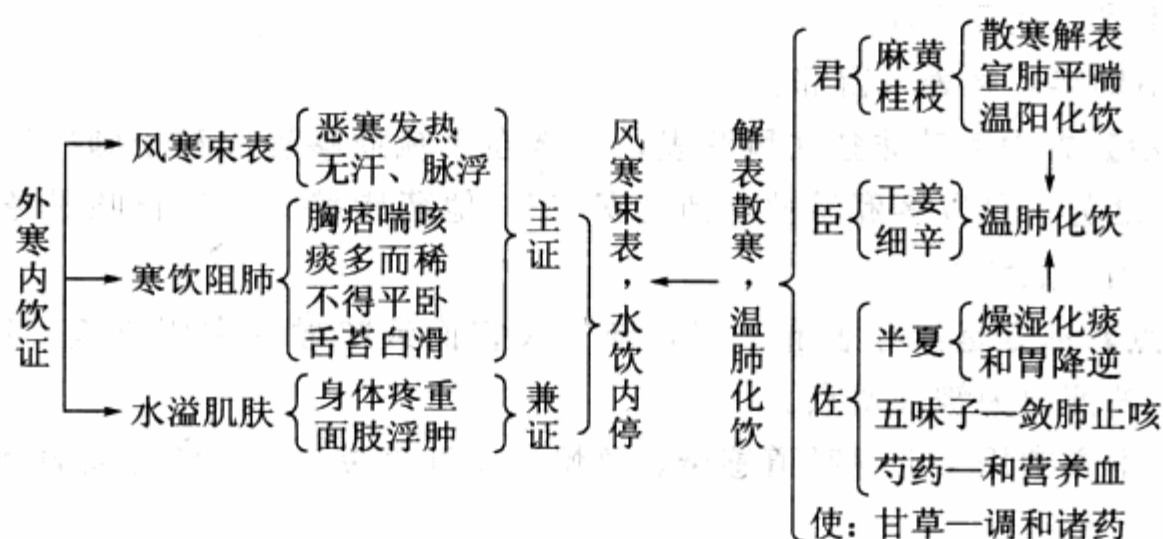 外寒内饮证
风寒束表
恶寒发热
无汗、脉浮
寒饮阻肺
胸痞喘咳
痰多而稀
不得平卧
舌苔白滑
主证
水溢肌肤
身体疼重
面肢浮肿
兼证
风寒束表，水饮内停
解表散寒，温肺化饮
君
麻黄
桂枝
散寒解表
宣肺平喘
温阳化饮
臣
干姜
细辛
温肺化饮
佐
半夏
燥湿化痰
和胃降逆
五味子—敛肺止咳
芍药—和营养血
使：甘草—调和诸药